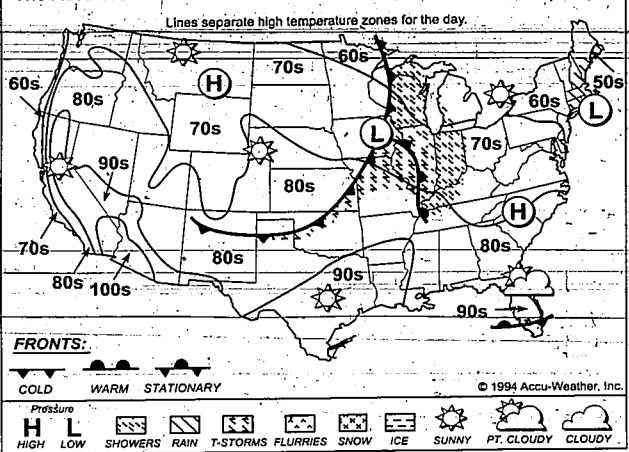 Lines separate high temperature zones for the day.
70s
60s
60s
50s
80s
H
60s
L
70s
L
70s
90s
80s
H
70s
80s
80s
90s
80s
100s
90s
FRONTS:
COLD WARM STATIONARY
© 1994 Accu-Weather, Inc.
Pressure
H L
HIGH LOW SHOWERS RAIN T-STORMS FLURRIES SNOW ICE SUNNY PT. CLOUDY CLOUDY